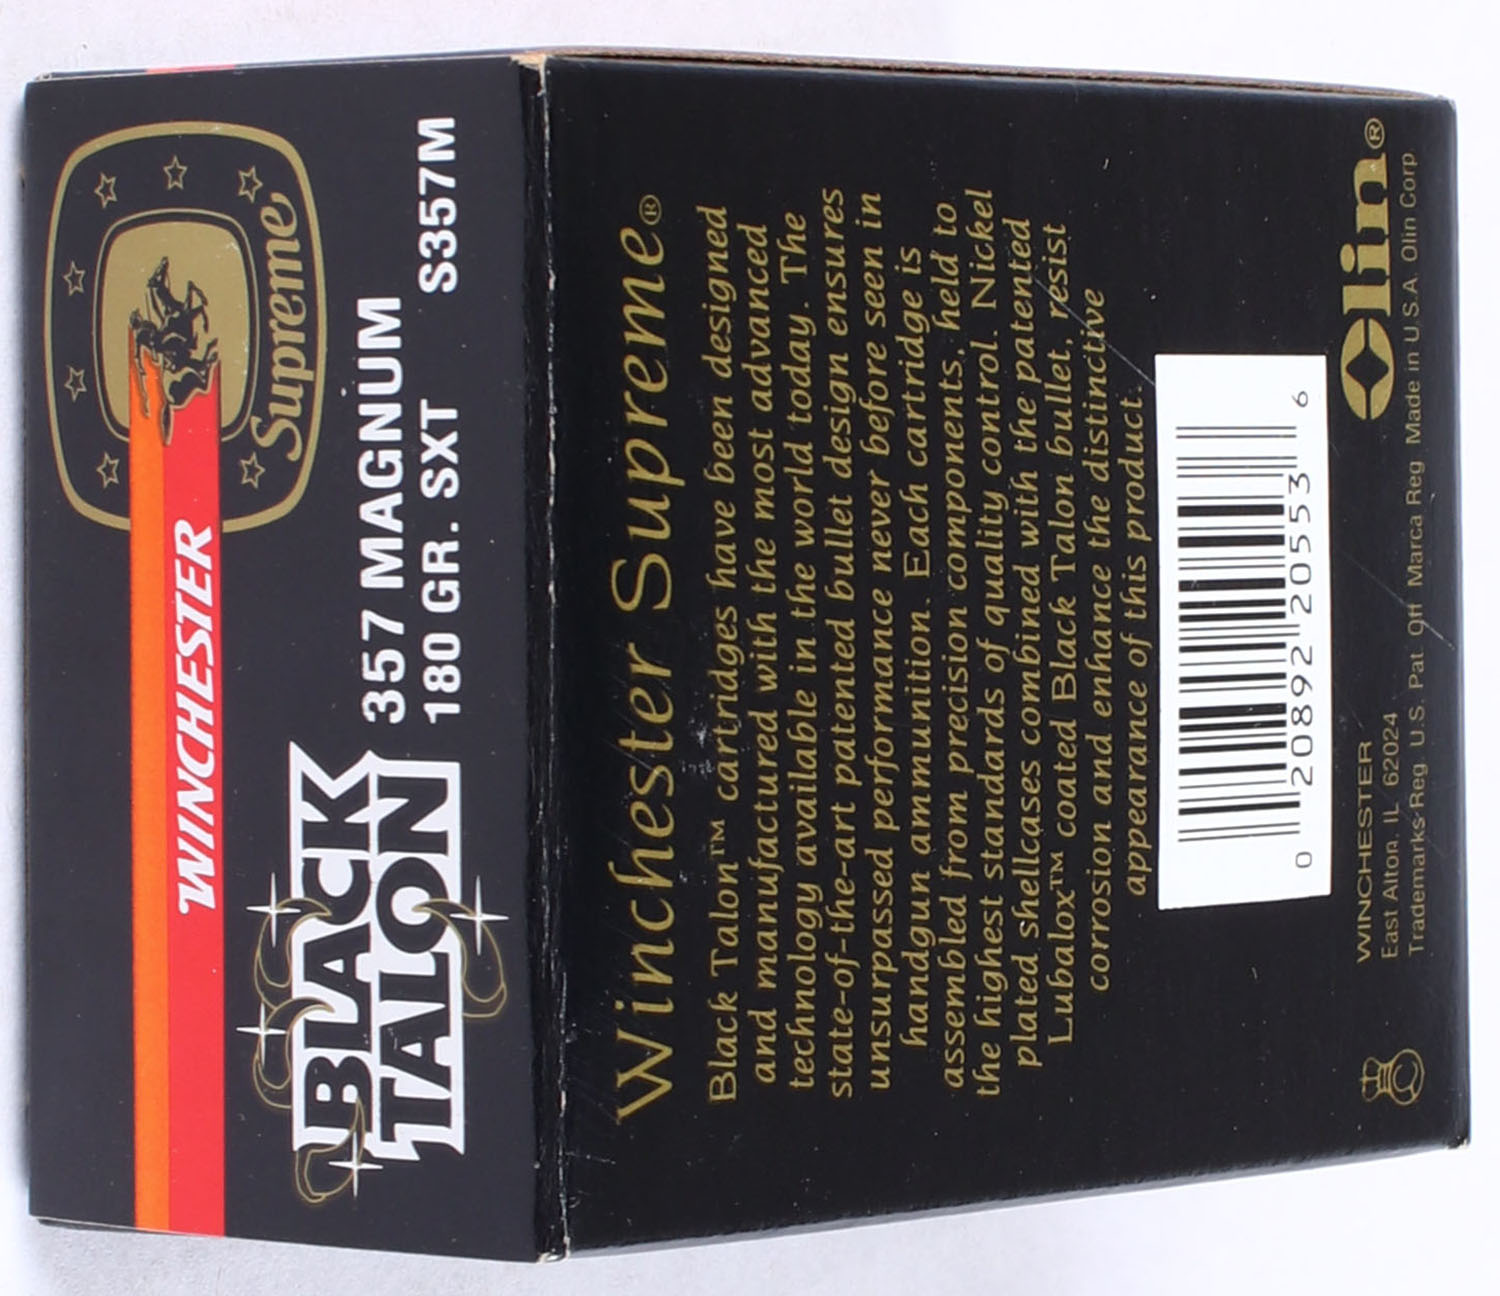 Supreme®
WINCHESTER
BLACK
TALON
357 MAGNUM
180 GR. SXT S357M
Winchester Supreme®
Black Talon™ cartridges have been designed
and manufactured with the most advanced
technology available in the world today. The
state-of-the-art patented bullet design ensures
unsurpassed performance never before seen in
handgun ammunition. Each cartridge is
assembled from precision components, held to
the highest standards of quality control. Nickel
plated shellcases combined with the patented
Lubalox™ coated Black Talon bullet, resist
corrosion and enhance the distinctive
appearance of this product.
0 20892 20553 6
WINCHESTER
East Alton, IL 62024
Trademarks Reg. U.S. Pat. Off. Marca Reg. Made in U.S.A. Olin Corp.
Olin®